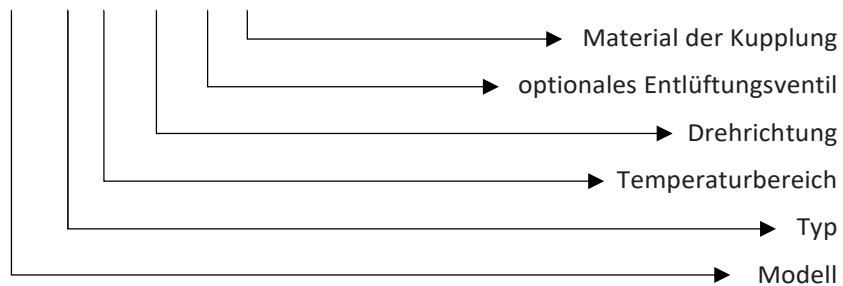 Material der Kupplung
optionales Entlüftungsventil
Drehrichtung
Temperaturbereich
Typ
Modell